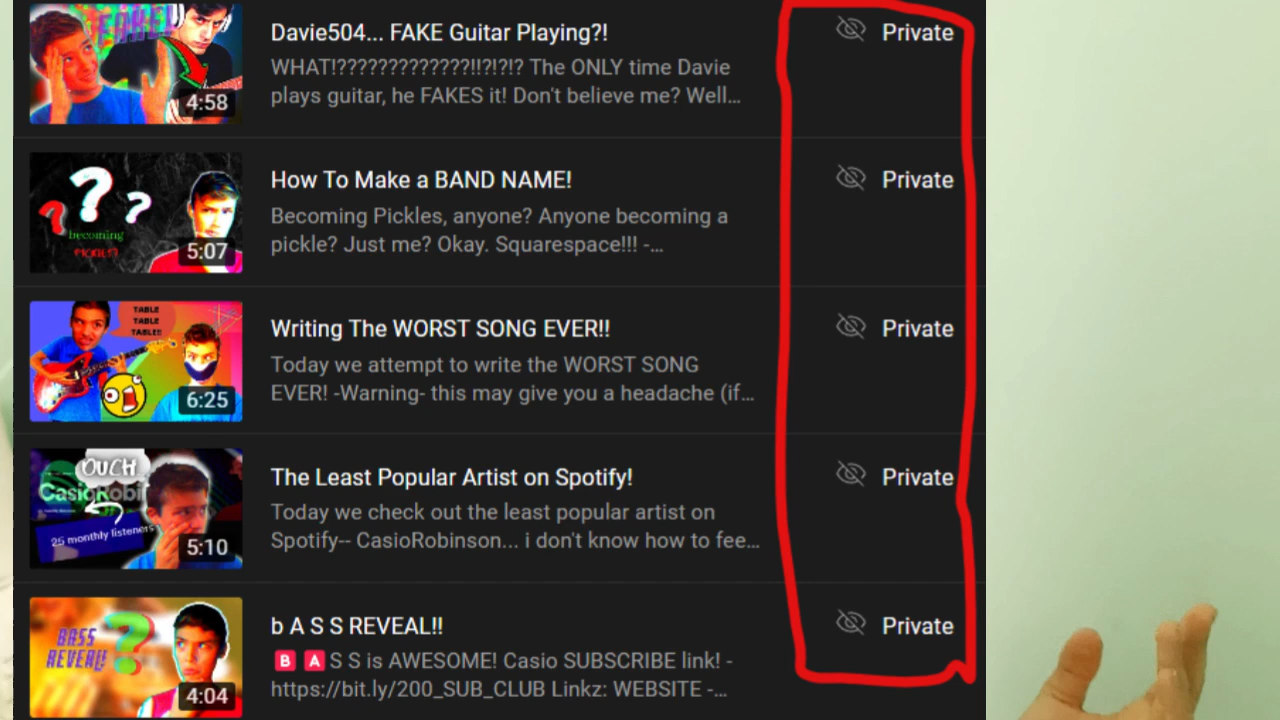 FAKE!
4:58
Davie504... FAKE Guitar Playing?!
WHAT!?????????????!!?!?!? The ONLY time Davie
plays guitar, he FAKES it! Don't believe me? Well...
Private
becoming
PICKLES?
5:07
How To Make a BAND NAME!
Becoming Pickles, anyone? Anyone becoming a
pickle? Just me? Okay. Squarespace!!! -...
Private
TABLE
TABLE
TABLE!!
6:25
Writing The WORST SONG EVER!!
Today we attempt to write the WORST SONG
EVER! -Warning- this may give you a headache (if...
Private
OUCH
CasioRobi
25 monthly listeners
5:10
The Least Popular Artist on Spotify!
Today we check out the least popular artist on
Spotify-- CasioRobinson... i don't know how to fee...
Private
BASS
REVEAL!!
?
4:04
b A S S REVEAL!!
🅱 🅰 S S is AWESOME! Casio SUBSCRIBE link! -
https://bit.ly/200_SUB_CLUB Linkz: WEBSITE -...
Private